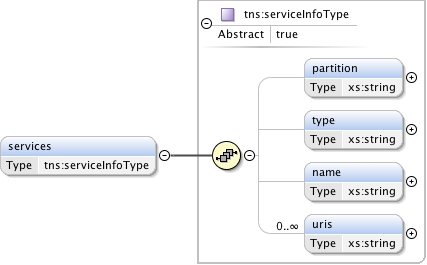 tns:serviceInfoType
Abstract true
partition
Type xs:string
type
Type xs:string
services
Type tns:serviceInfoType
name
Type xs:string
0..∞
uris
Type xs:string